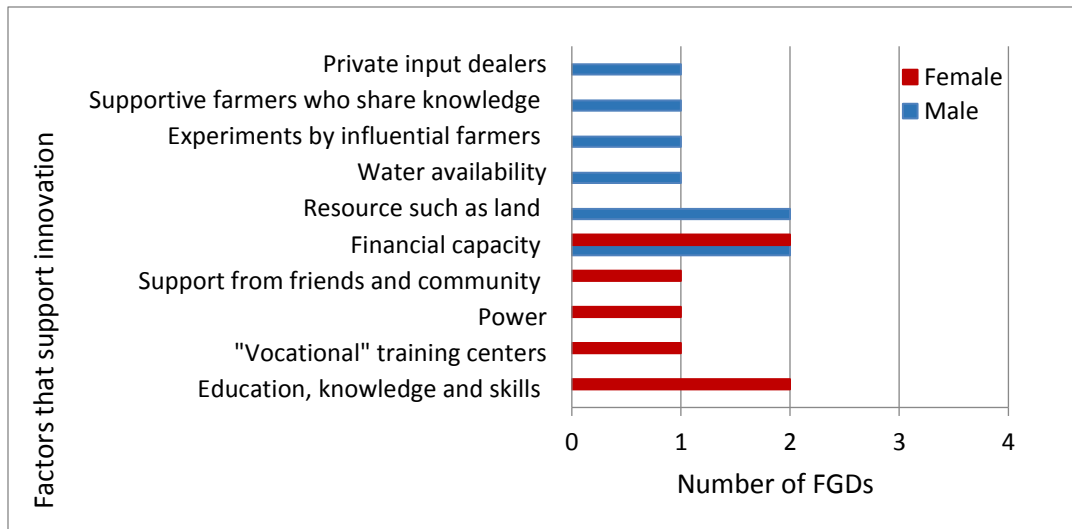 Factors that support innovation
Private input dealers
Supportive farmers who share knowledge
Experiments by influential farmers
Water availability
Resource such as land
Financial capacity
Support from friends and community
Power
"Vocational" training centers
Education, knowledge and skills
0 1 2 3 4
Number of FGDs
Female
Male